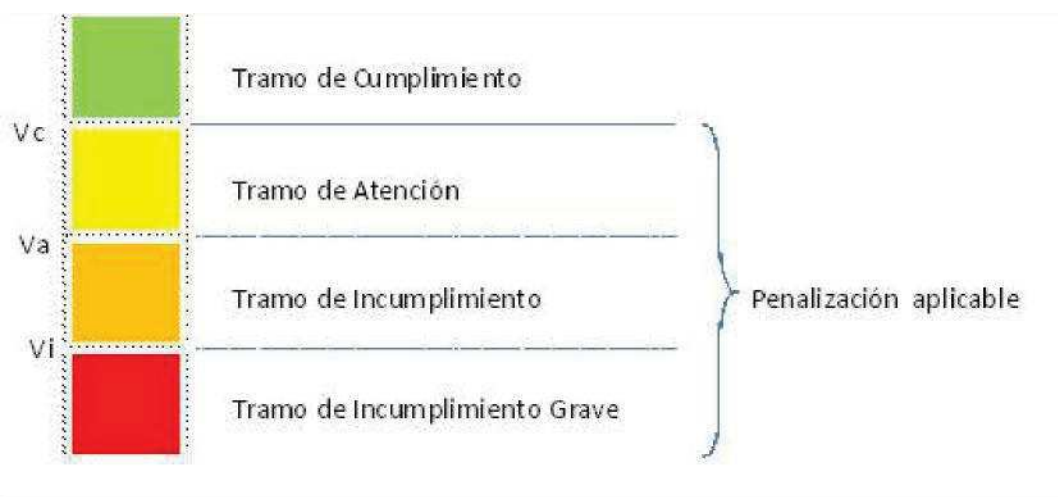 Tramo de Cumplimiento
Vc
Tramo de Atención
Va
Tramo de Incumplimiento
Penalización aplicable
Vi
Tramo de Incumplimiento Grave